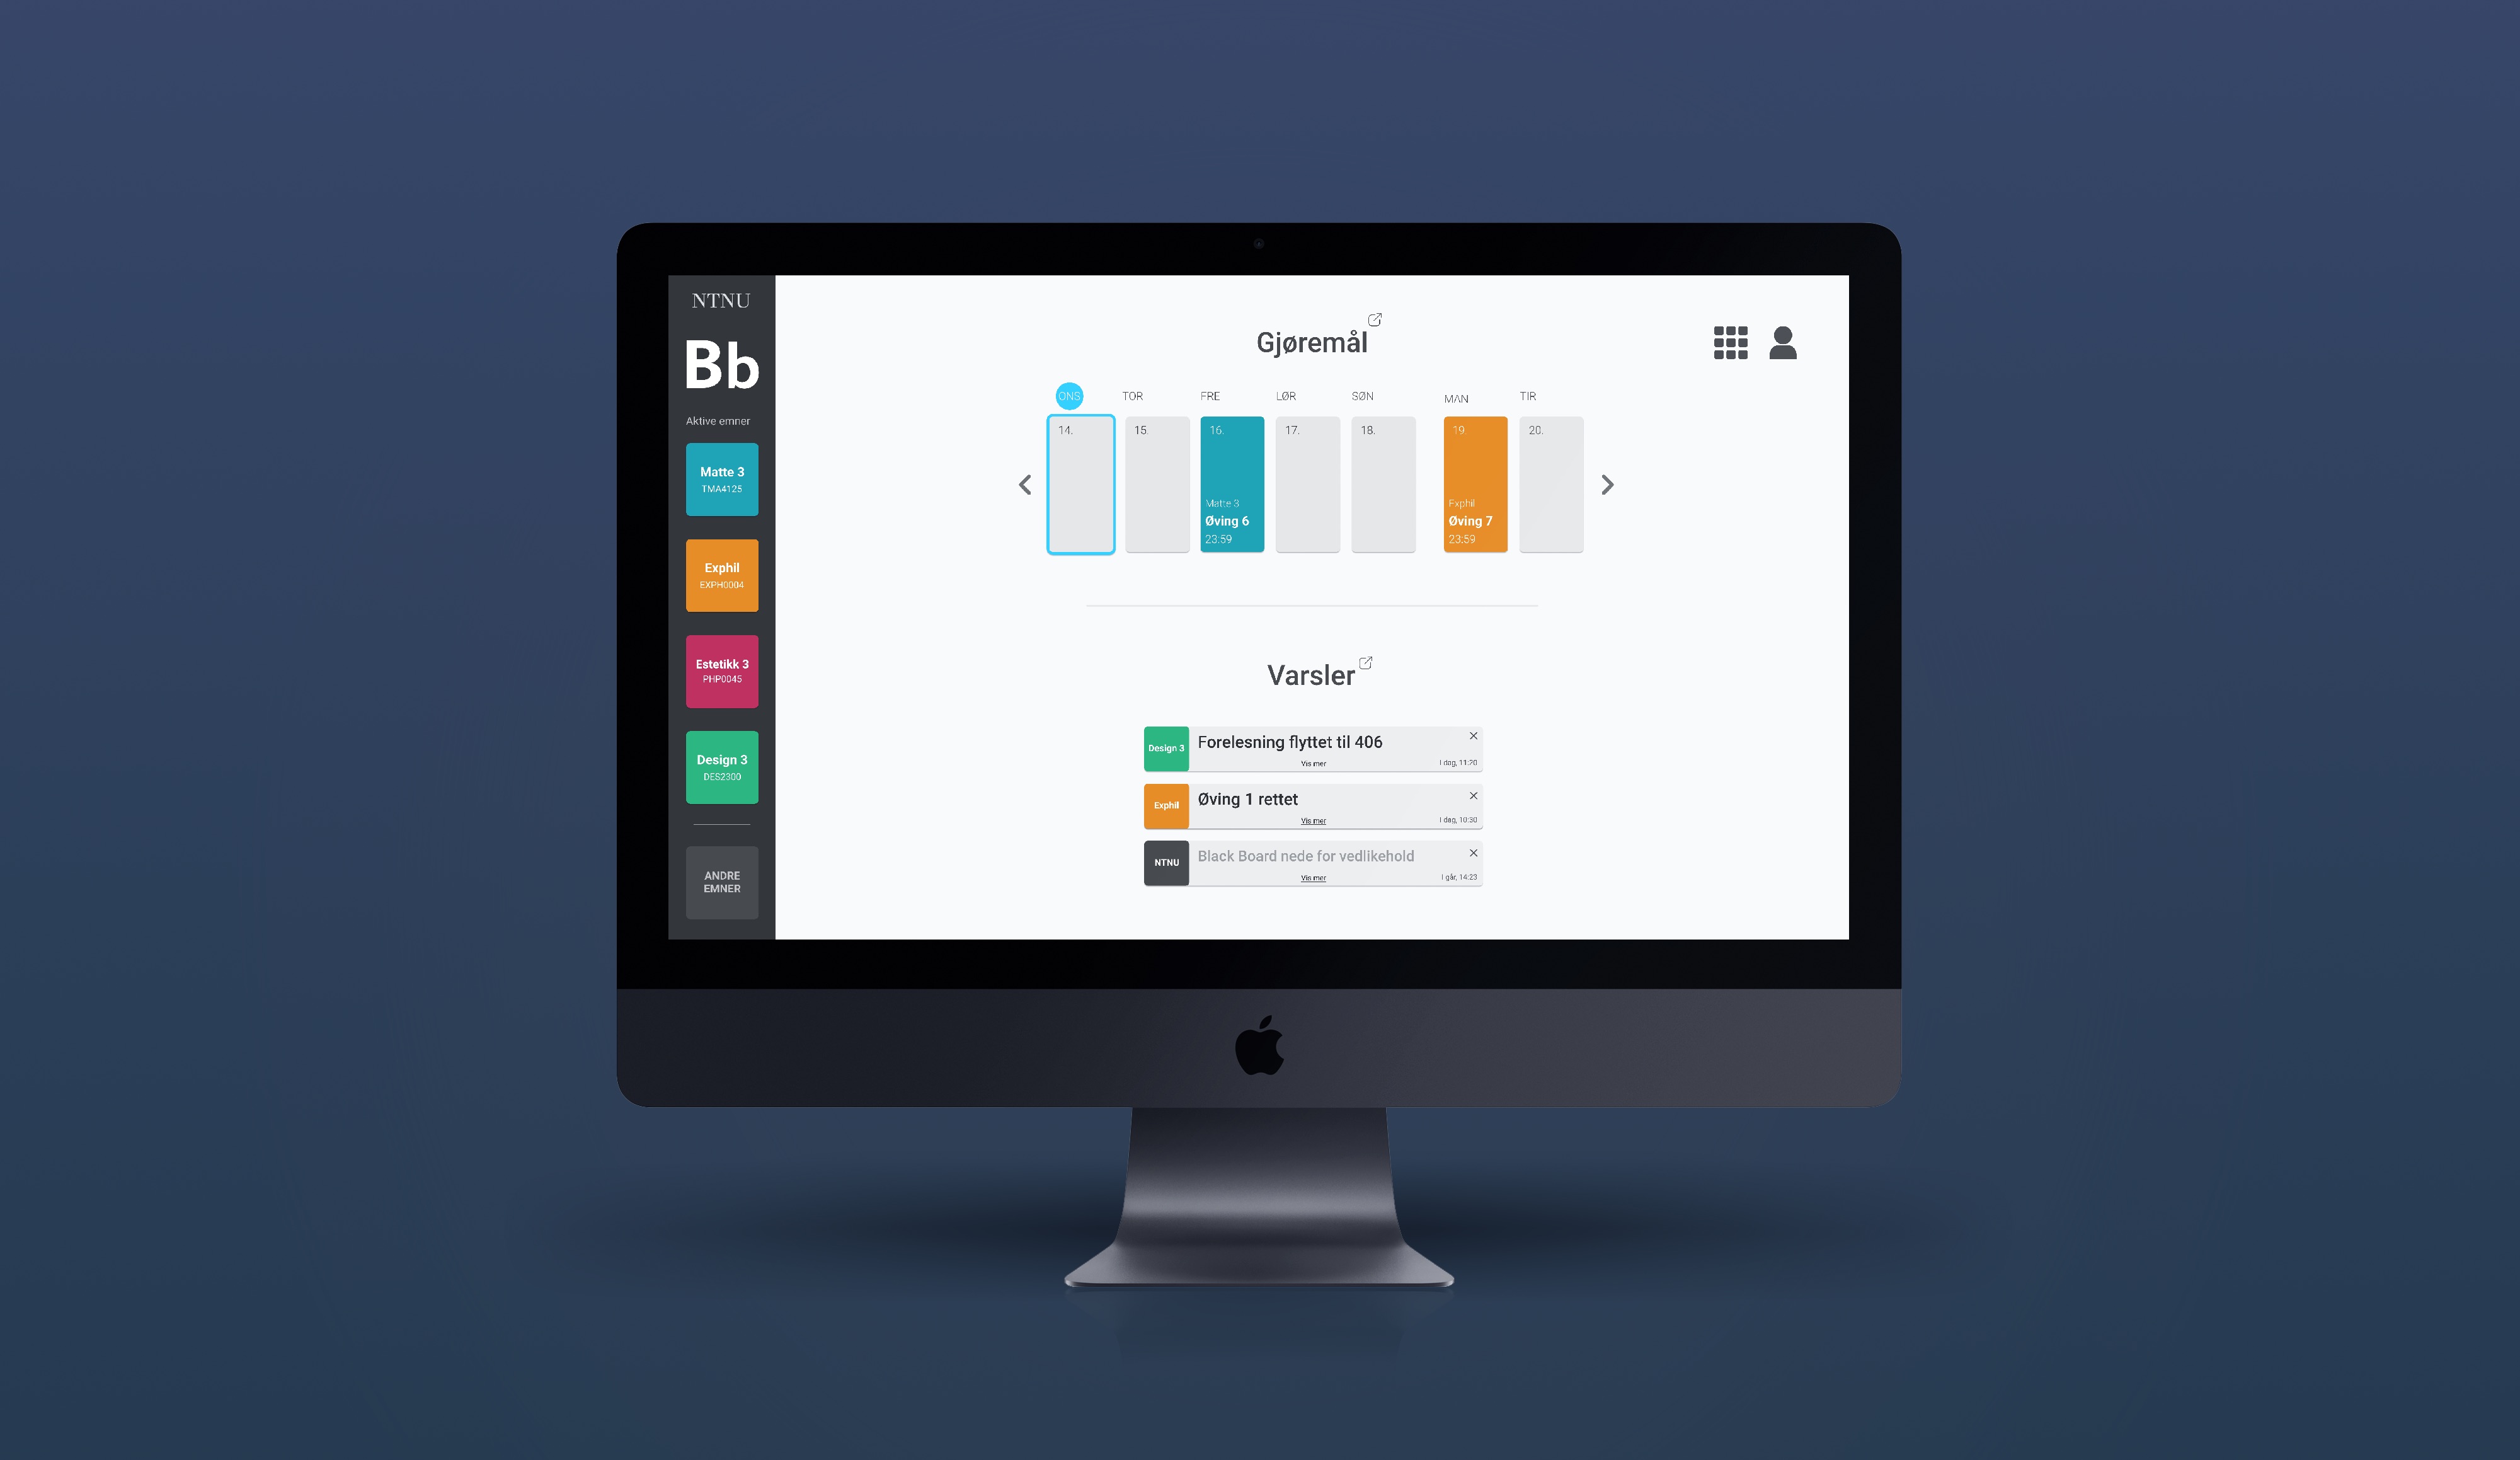 NTNU
Bb
Aktive emner
Matte 3
TMA4125
Exphil
EXPH0004
Estetikk 3
PHP0045
Design 3
DES2300
ANDRE
EMNER
Gjøremål
ONS TOR FRE LØR SØN MAN TIR
14. 15. 16. 17. 18. 19 20.
Matte 3
Øving 6
23:59
Exphil
Øving 7
23:59
Varsler
Design 3
Forelesning flyttet til 406
Vis mer
I dag, 11:20
Exphil
Øving 1 rettet
Vis mer
I dag, 10:30
NTNU
Black Board nede for vedlikehold
Vis mer
I går, 14:23